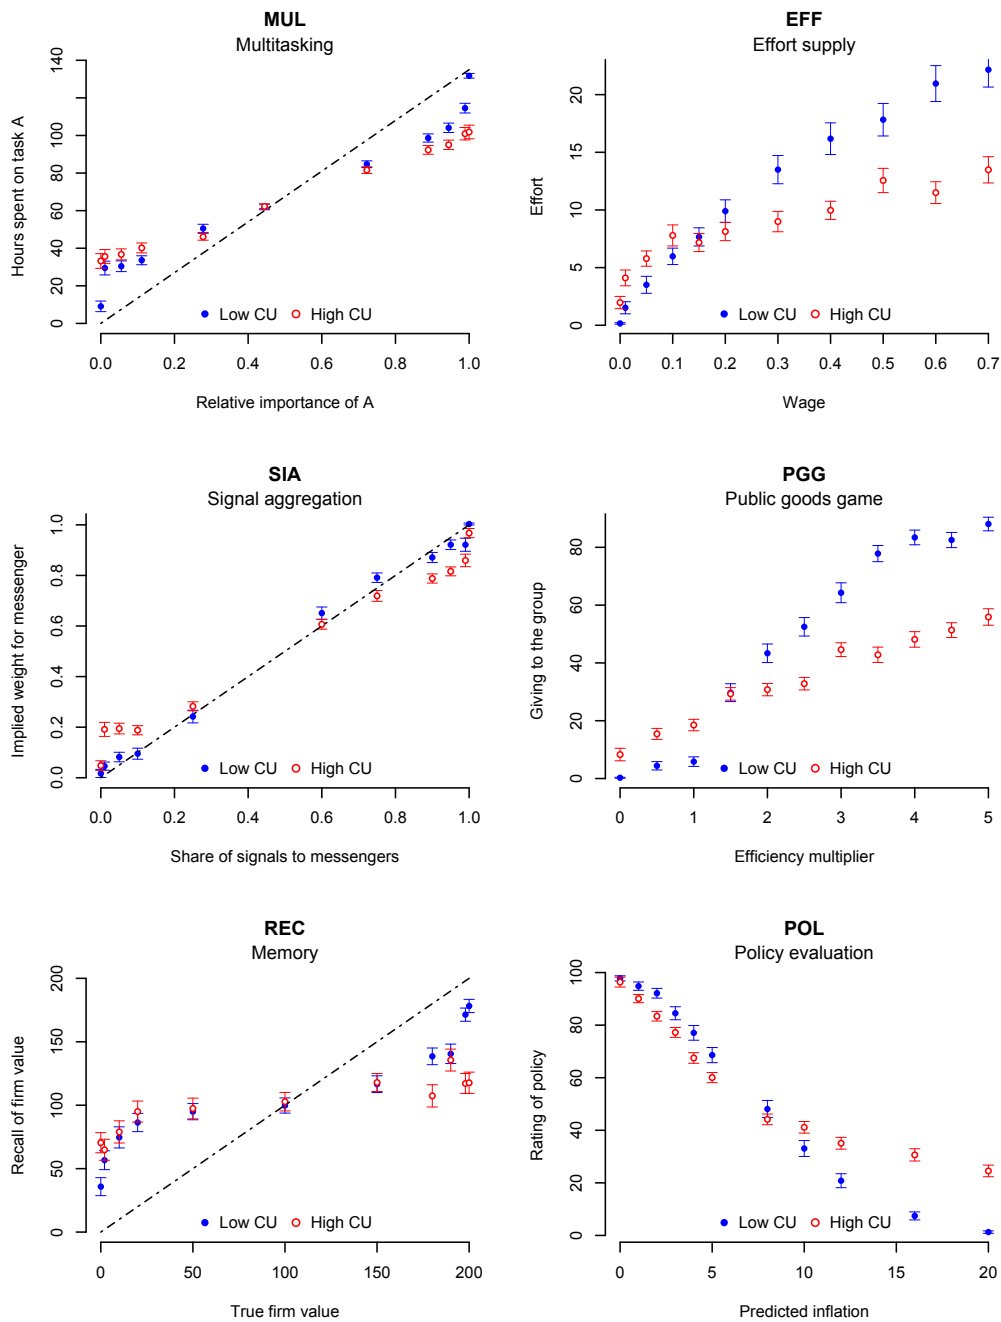 MUL
Multitasking
Hours spent on task A
0 20 40 60 80 100 120 140
Low CU High CU
0.0 0.2 0.4 0.6 0.8 1.0
Relative importance of A
EFF
Effort supply
Effort
0 5 10 15 20
Low CU High CU
0.0 0.1 0.2 0.3 0.4 0.5 0.6 0.7
Wage
SIA
Signal aggregation
Implied weight for messenger
0.0 0.2 0.4 0.6 0.8 1.0
Low CU High CU
0.0 0.2 0.4 0.6 0.8 1.0
Share of signals to messengers
PGG
Public goods game
Giving to the group
0 20 40 60 80
Low CU High CU
0 1 2 3 4 5
Efficiency multiplier
REC
Memory
Recall of firm value
0 50 100 150 200
Low CU High CU
0 50 100 150 200
True firm value
POL
Policy evaluation
Rating of policy
0 20 40 60 80 100
Low CU High CU
0 5 10 15 20
Predicted inflation